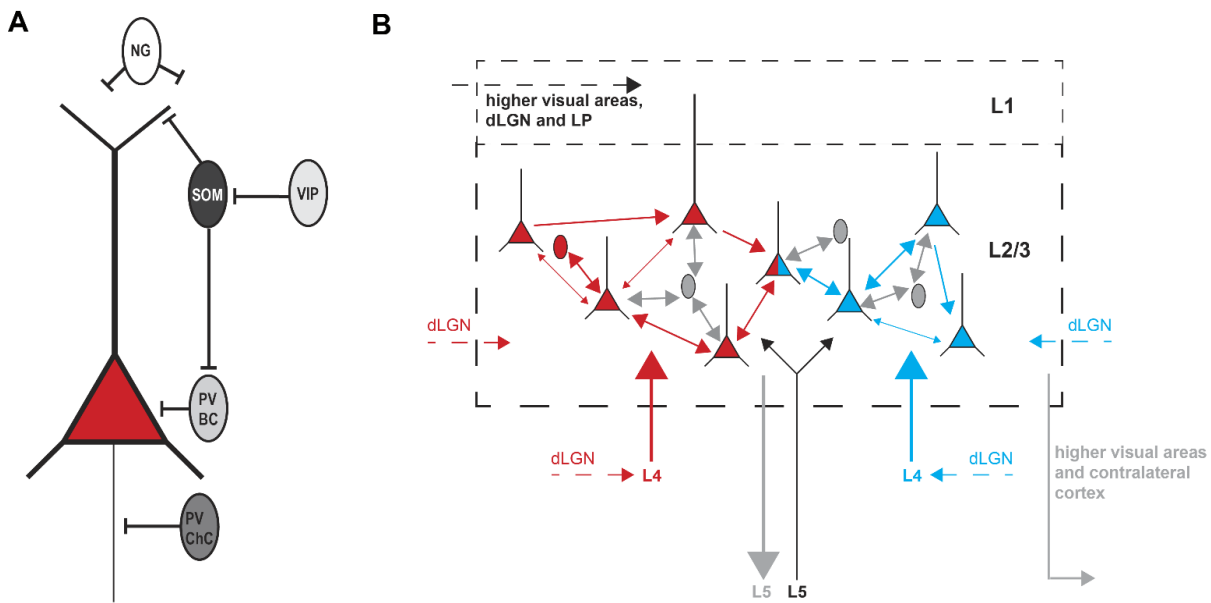 A
NG
SOM
VIP
PV
BC
PV
ChC
B
higher visual areas,
dLGN and LP
L1
L2/3
dLGN
dLGN
dLGN
L4
dLGN
L4
higher visual areas
and contralateral
cortex
L5
L5